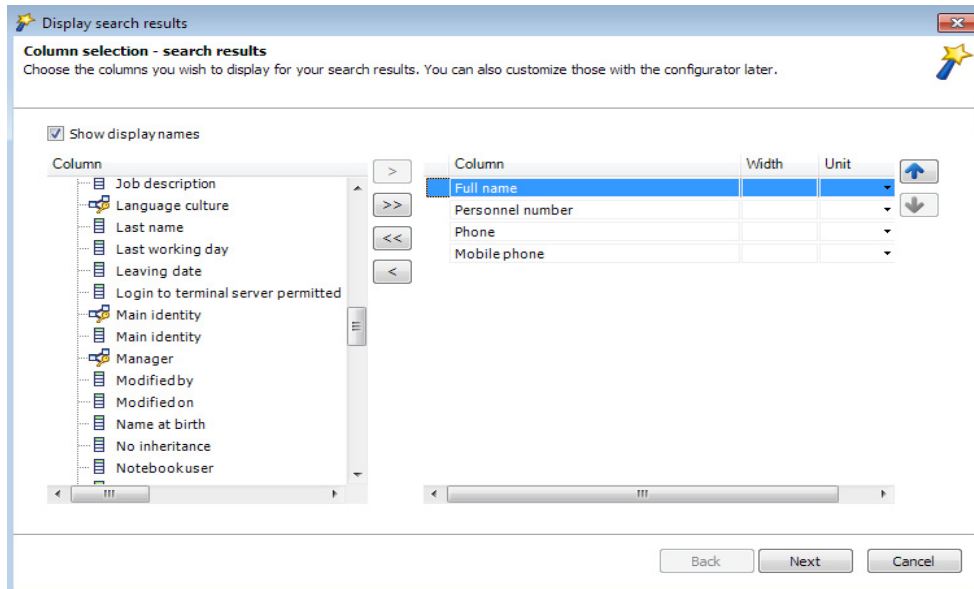 Display search results
Column selection - search results
Choose the columns you wish to display for your search results. You can also customize those with the configurator later.
Show display names
Column
Job description
Language culture
Last name
Last working day
Leaving date
Login to terminal server permitted
Main identity
Main identity
Manager
Modified by
Modified on
Name at birth
No inheritance
Notebook user
>
>>
<<
<
Column Width Unit
Full name
Personnel number
Phone
Mobile phone
Back Next Cancel